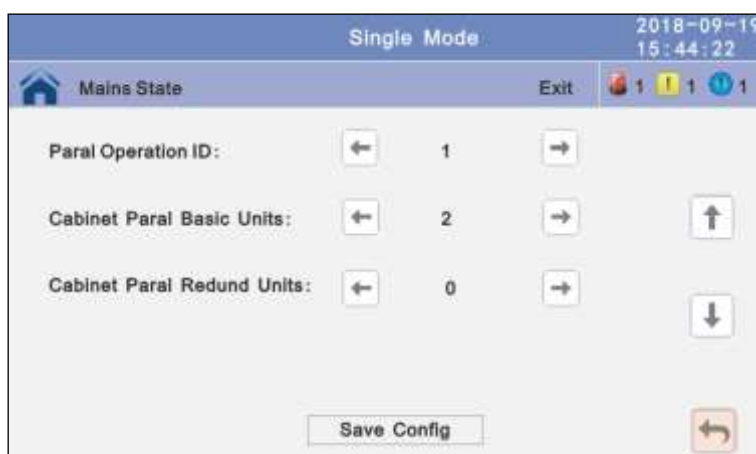 Single Mode
2018-09-19
15:44:22
Mains State
Exit
1
!
1
1
Paral Operation ID:
1
Cabinet Paral Basic Units:
2
Cabinet Paral Redund Units:
0
Save Config